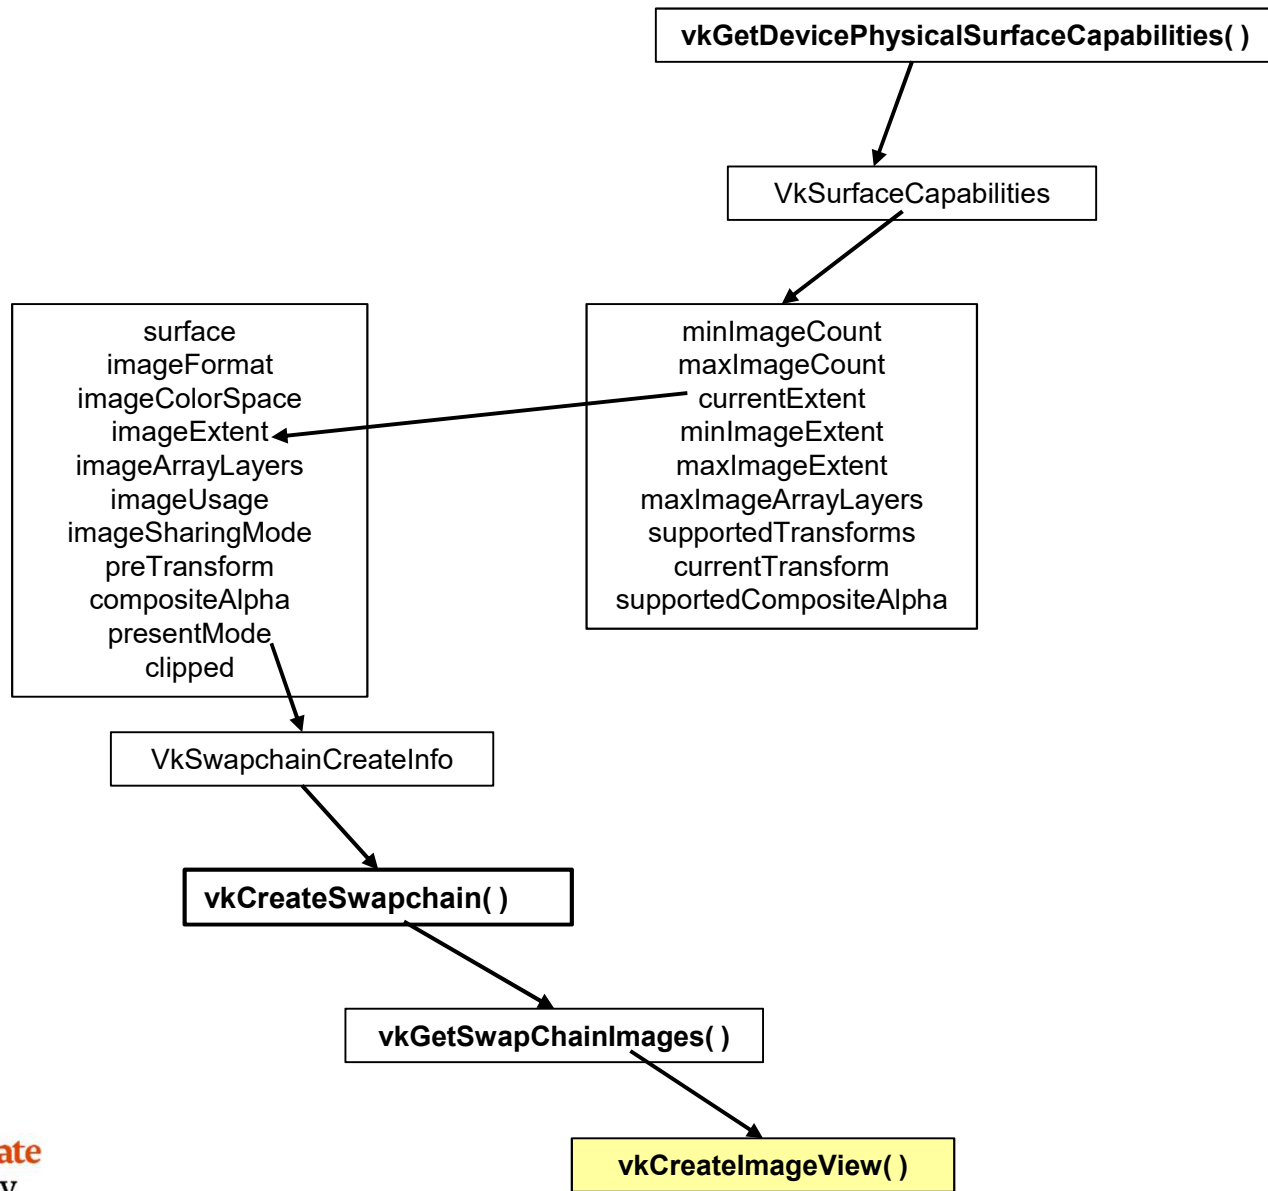 vkGetDevicePhysicalSurfaceCapabilities( )
VkSurfaceCapabilities
surface
imageFormat
imageColorSpace
imageExtent
imageArrayLayers
imageUsage
imageSharingMode
preTransform
compositeAlpha
presentMode
clipped
minImageCount
maxImageCount
currentExtent
minImageExtent
maxImageExtent
maxImageArrayLayers
supportedTransforms
currentTransform
supportedCompositeAlpha
VkSwapchainCreateInfo
vkCreateSwapchain( )
vkGetSwapChainImages( )
vkCreateImageView( )
ate